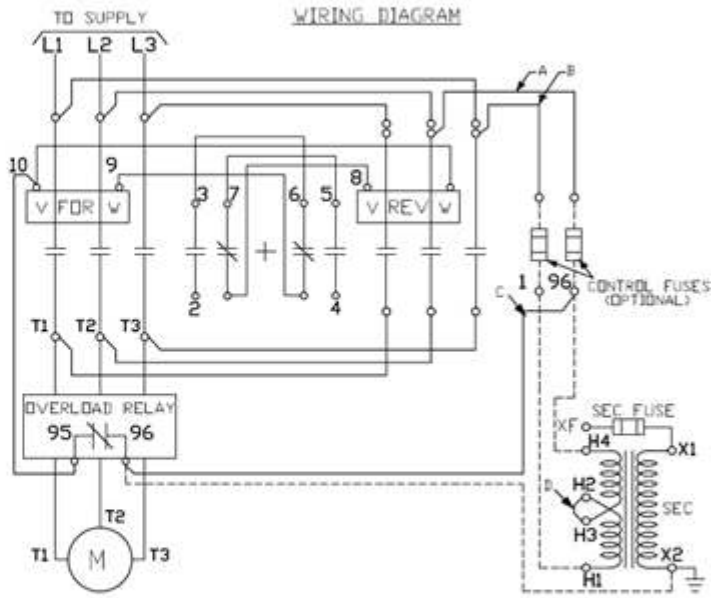 WIRING DIAGRAM
TO SUPPLY
L1 L2 L3
A B
10 9 3 7 6 5 8
V FOR W
V REV W
2 4
C 1 96
CONTROL FUSES
(OPTIONAL)
T1 T2 T3
OVERLOAD RELAY
95 96
SEC FUSE
XF
H4 X1
D H2
SEC
H3
T2
T1 M T3
X2
H1